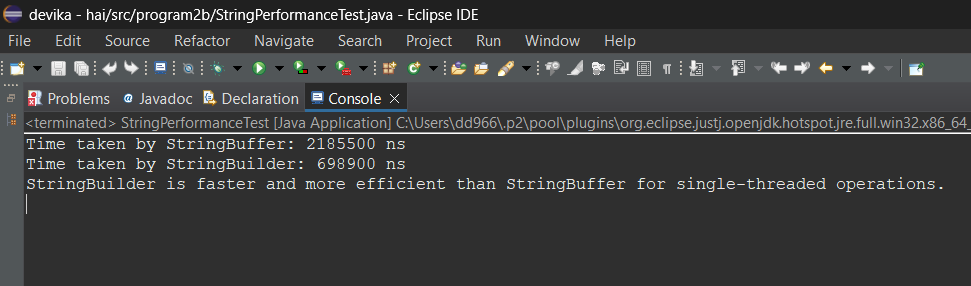 devika - hai/src/program2b/StringPerformanceTest.java - Eclipse IDE
File Edit Source Refactor Navigate Search Project Run Window Help
Problems @ Javadoc Declaration Console
<terminated> StringPerformanceTest [Java Application] C:\Users\dd966\.p2\pool\plugins\org.eclipse.justj.openjdk.hotspot.jre.full.win32.x86_64_
Time taken by StringBuffer: 2185500 ns
Time taken by StringBuilder: 698900 ns
StringBuilder is faster and more efficient than StringBuffer for single-threaded operations.